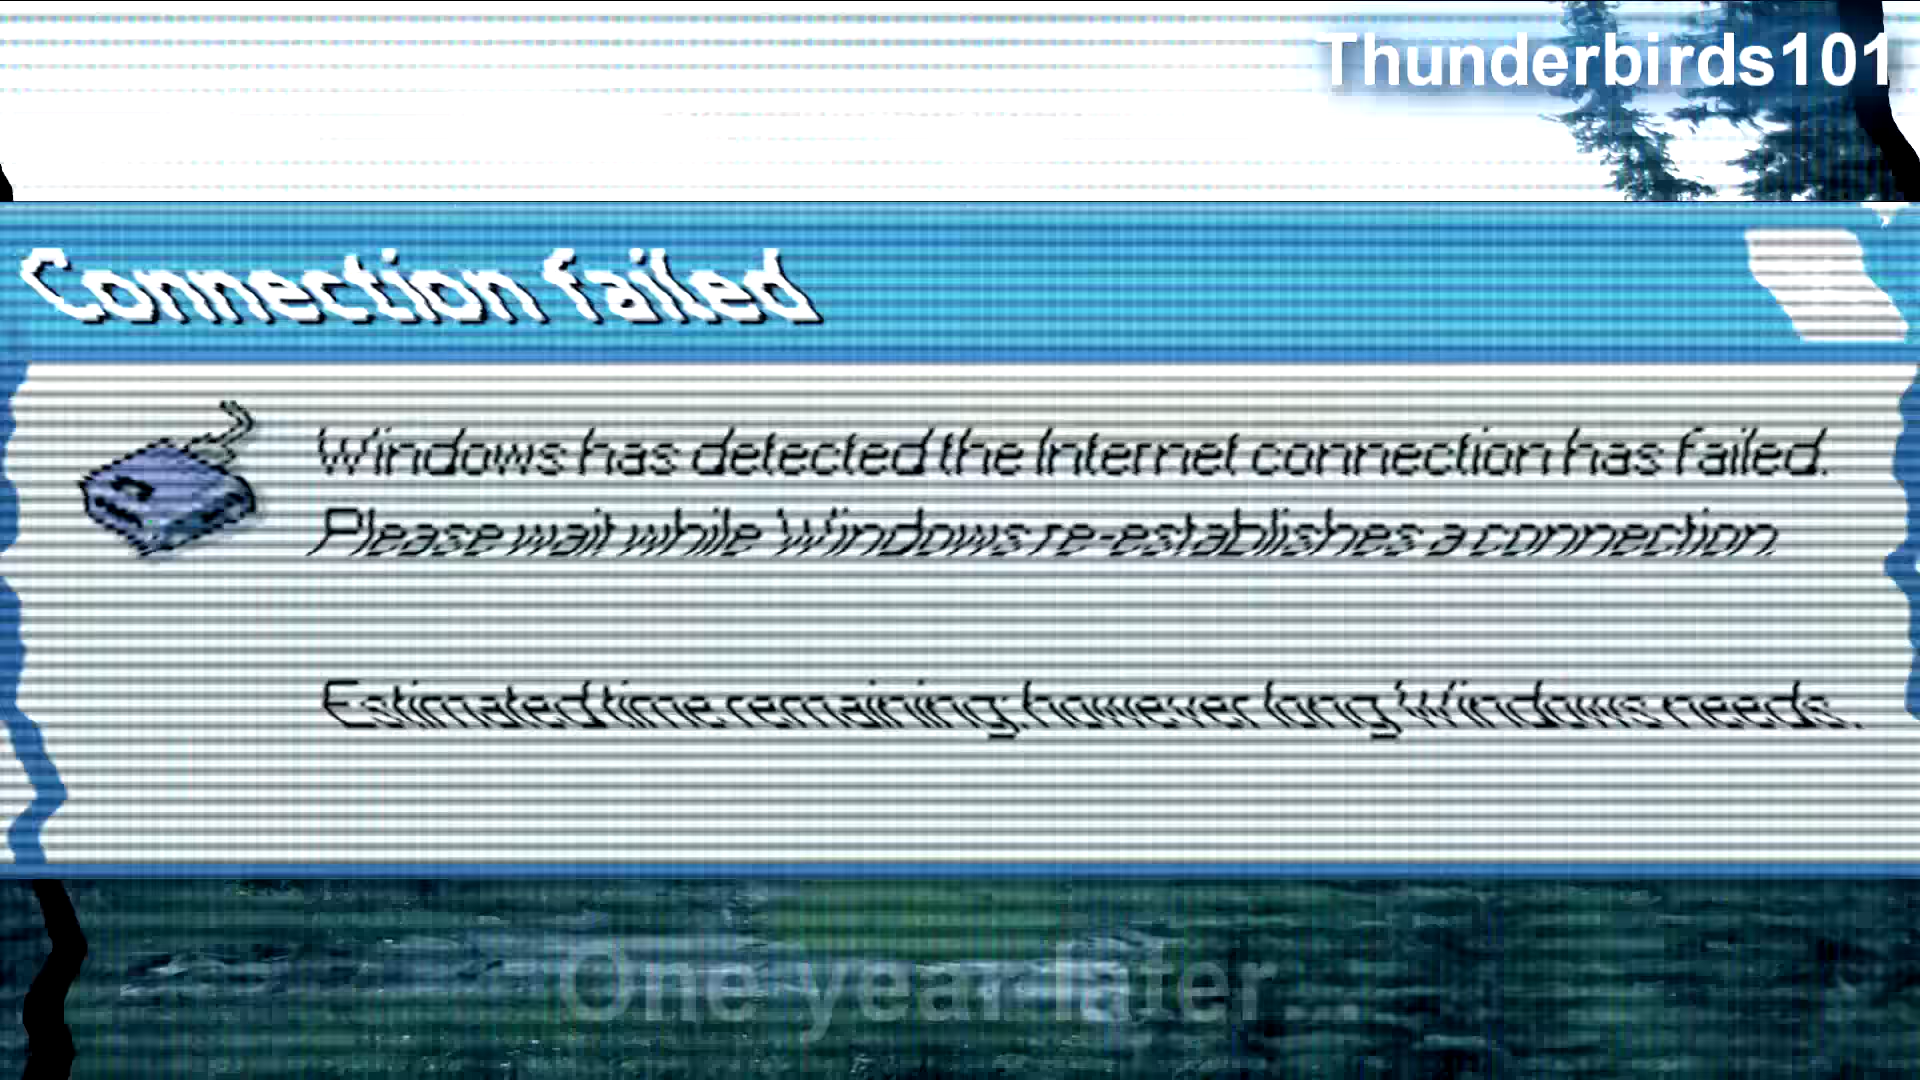 Thunderbirds101
Connection failed
Windows has detected the Internet connection has failed.
Please wait while Windows re-establishes a connection.
Estimated time remaining: however long Windows needs.
One year later...